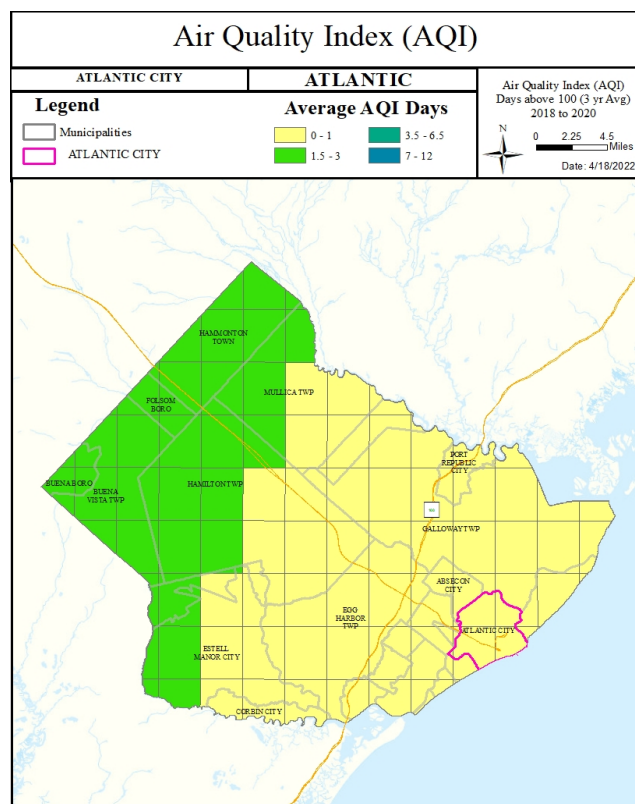 Air Quality Index (AQI)
ATLANTIC CITY
ATLANTIC
Legend
Municipalities
ATLANTIC CITY
Average AQI Days
0 - 1
1.5 - 3
3.5 - 6.5
7 - 12
Air Quality Index (AQI)
Days above 100 (3 yr Avg)
2018 to 2020
N
0 2.25 4.5
Miles
Date: 4/18/2022
HAMMONTON
TOWN
MULLICA TWP
FOLSOM
BORO
PORT
REPUBLIC
CITY
BUENA BORO
BUENA
VISTA TWP
HAMILTON TWP
GALLOWAY TWP
ABSECON
CITY
EGG
HARBOR
TWP
ATLANTIC CITY
ESTELL
MANOR CITY
CORBIN CITY